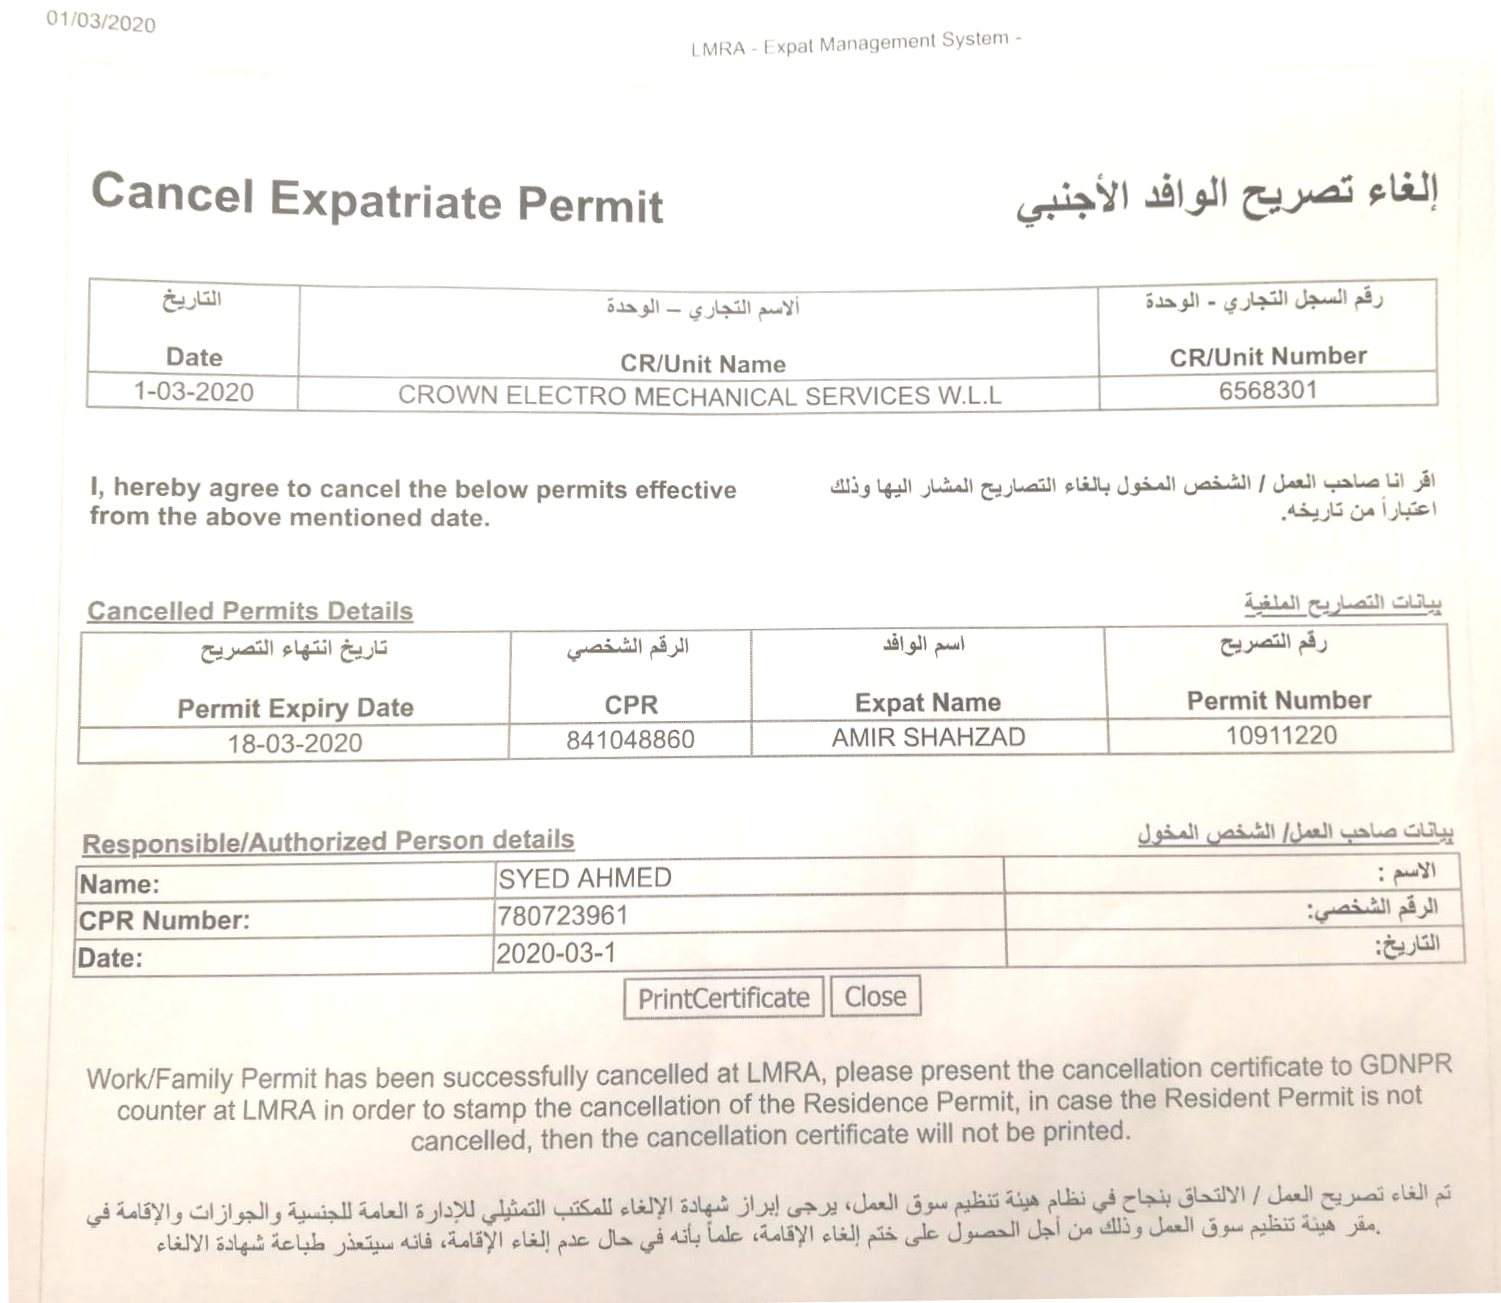 01/03/2020
LMRA - Expat Management System -
Cancel Expatriate Permit
إلغاء تصريح الوافد الأجنبي
التاريخ
ألاسم التجاري – الوحدة
رقم السجل التجاري - الوحدة
Date
CR/Unit Name
CR/Unit Number
1-03-2020
CROWN ELECTRO MECHANICAL SERVICES W.L.L
6568301
I, hereby agree to cancel the below permits effective
from the above mentioned date.
اقر انا صاحب العمل / الشخص المخول بالغاء التصاريح المشار اليها وذلك
اعتباراً من تاريخه.
Cancelled Permits Details
بيانات التصاريح الملغية
تاريخ انتهاء التصريح
الرقم الشخصي
اسم الوافد
رقم التصريح
Permit Expiry Date
CPR
Expat Name
Permit Number
18-03-2020
841048860
AMIR SHAHZAD
10911220
Responsible/Authorized Person details
بيانات صاحب العمل/ الشخص المخول
Name:
SYED AHMED
الاسم :
CPR Number:
780723961
الرقم الشخصي:
Date:
2020-03-1
التاريخ:
PrintCertificate
Close
Work/Family Permit has been successfully cancelled at LMRA, please present the cancellation certificate to GDNPR
counter at LMRA in order to stamp the cancellation of the Residence Permit, in case the Resident Permit is not
cancelled, then the cancellation certificate will not be printed.
تم الغاء تصريح العمل / الالتحاق بنجاح في نظام هيئة تنظيم سوق العمل، يرجى إبراز شهادة الإلغاء للمكتب التمثيلي للإدارة العامة للجنسية والجوازات والإقامة في
مقر هيئة تنظيم سوق العمل وذلك من أجل الحصول على ختم إلغاء الإقامة، علماً بأنه في حال عدم إلغاء الإقامة، فانه سيتعذر طباعة شهادة الالغاء.